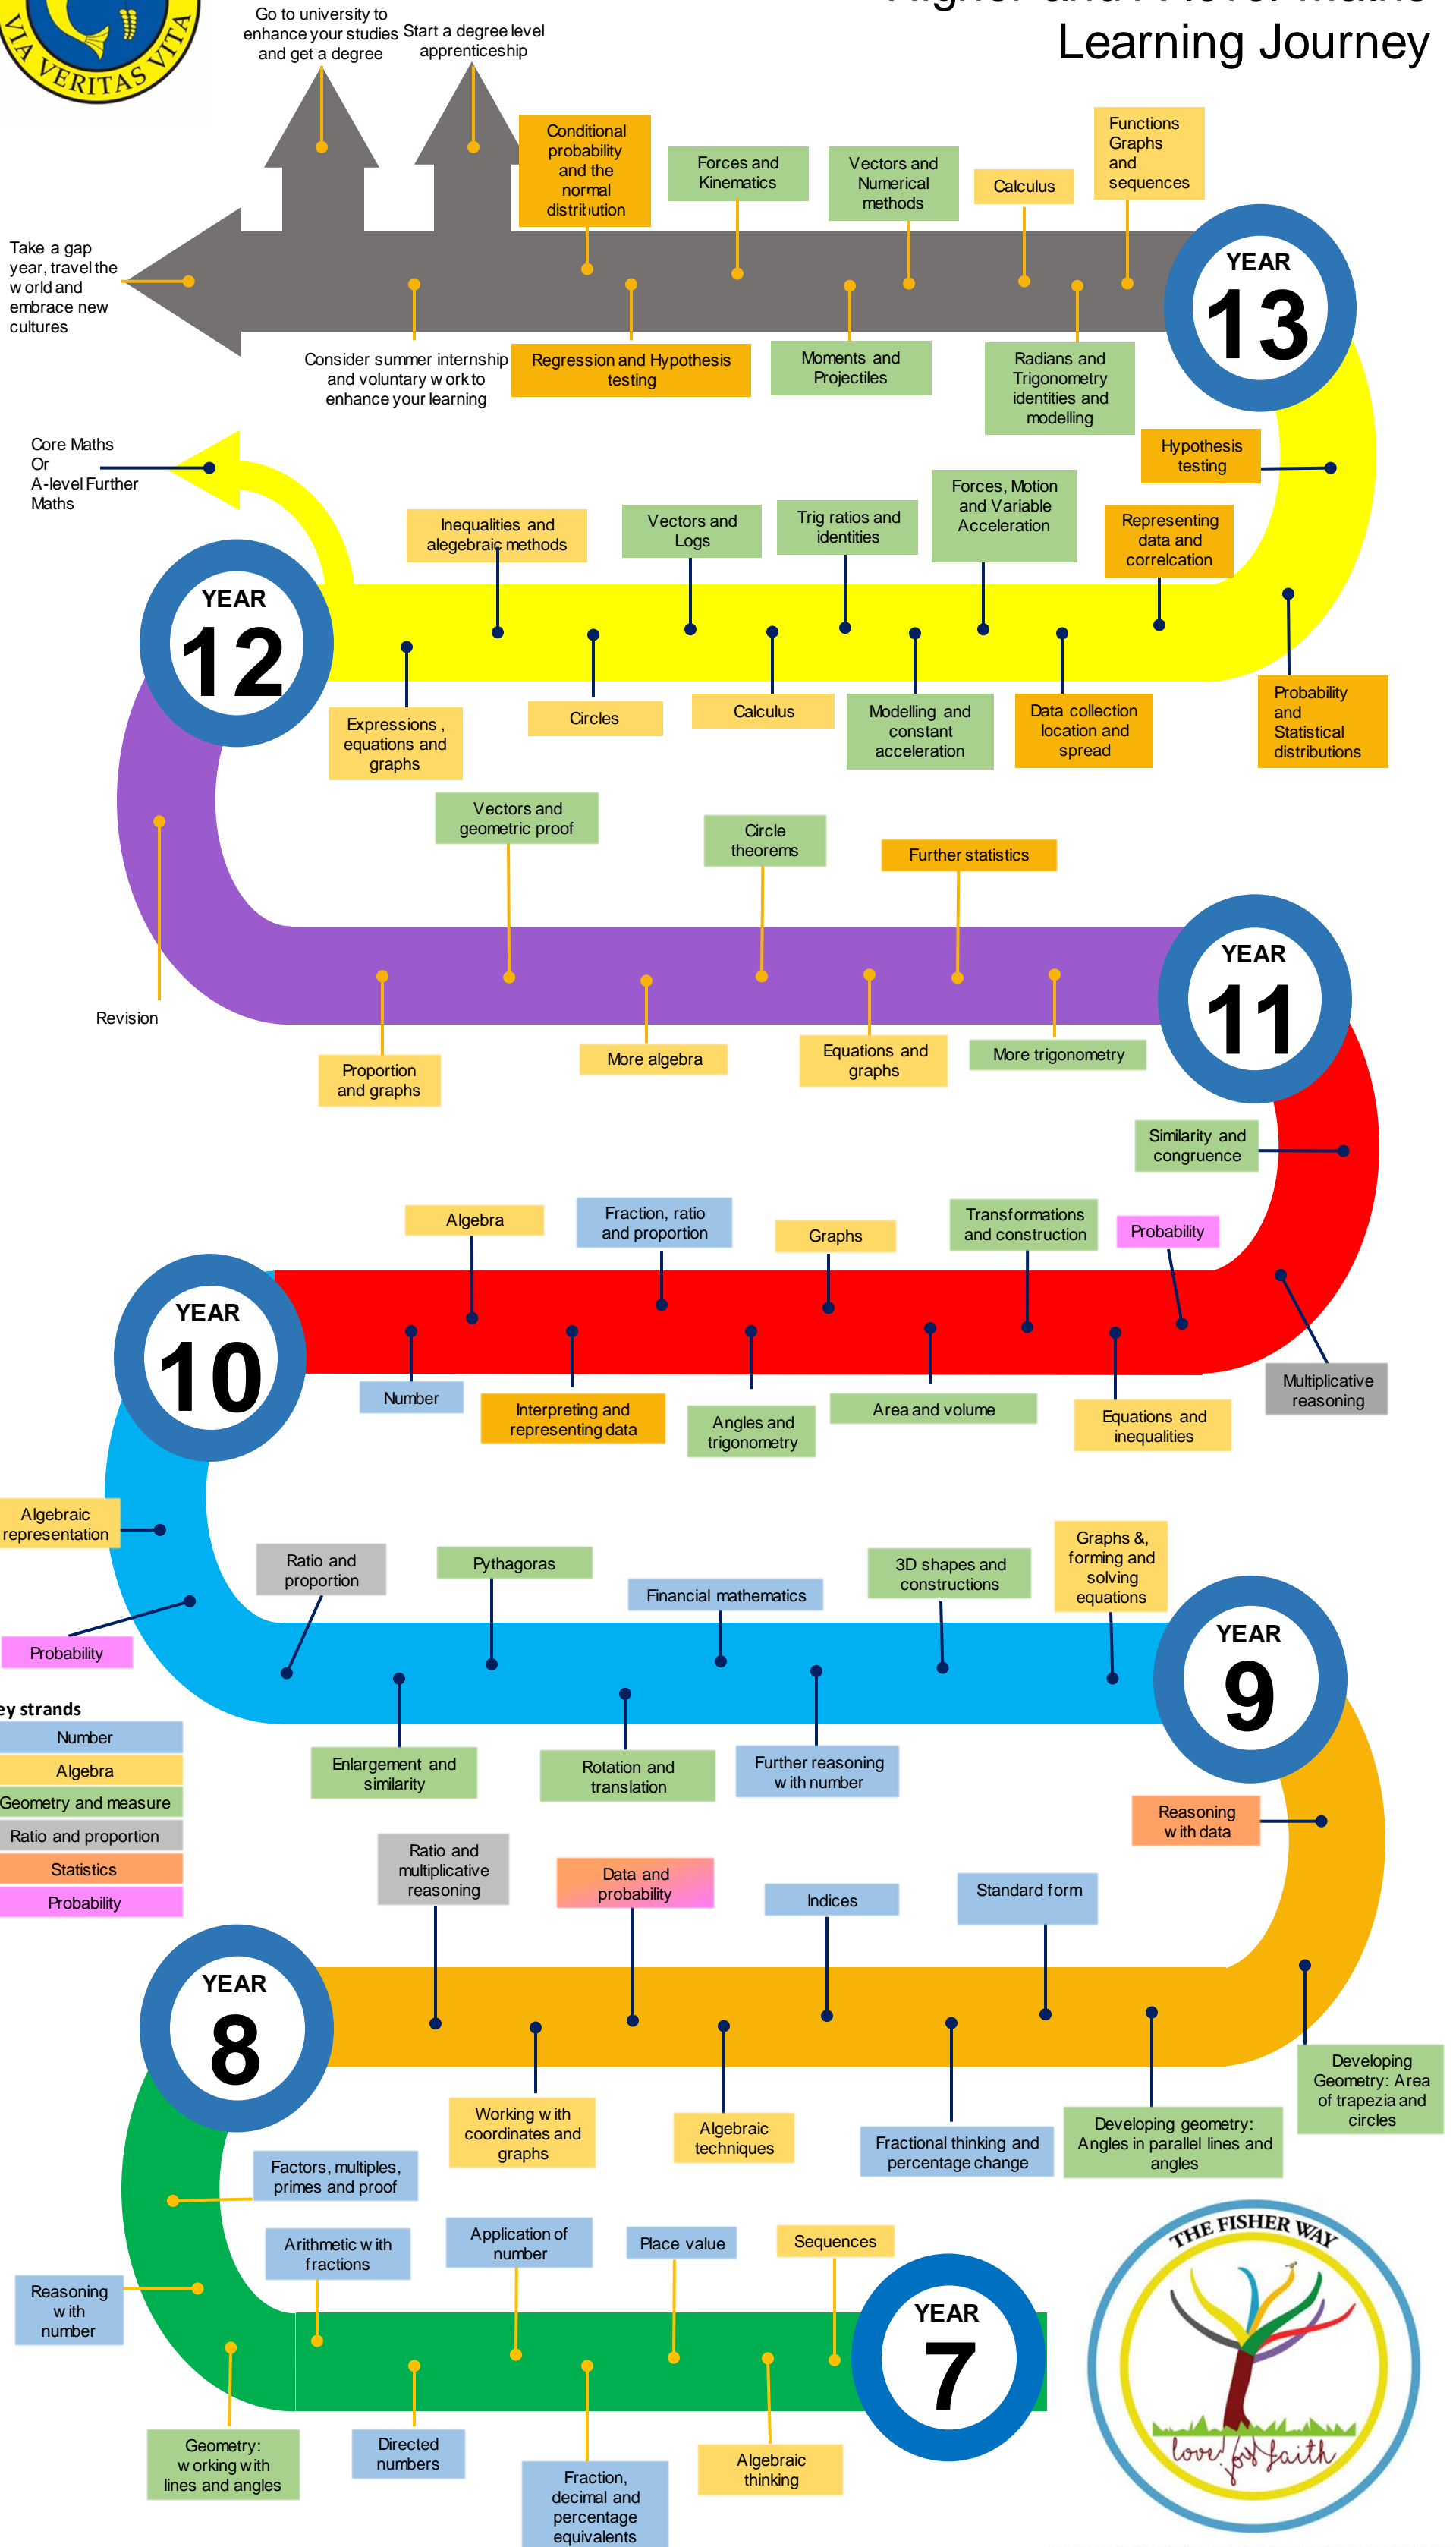 VIA VERITAS VITA
Learning Journey
Go to university to
enhance your studies
and get a degree
Start a degree level
apprenticeship
Conditional
probability
and the
normal
distribution
Forces and
Kinematics
Vectors and
Numerical
methods
Calculus
Functions
Graphs
and
sequences
Take a gap
year, travel the
world and
embrace new
cultures
YEAR
13
Consider summer internship
and voluntary work to
enhance your learning
Regression and Hypothesis
testing
Moments and
Projectiles
Radians and
Trigonometry
identities and
modelling
Core Maths
Or
A-level Further
Maths
Hypothesis
testing
Inequalities and
alegebraic methods
Vectors and
Logs
Trig ratios and
identities
Forces, Motion
and Variable
Acceleration
Representing
data and
correlcation
YEAR
12
Expressions ,
equations and
graphs
Circles
Calculus
Modelling and
constant
acceleration
Data collection
location and
spread
Probability
and
Statistical
distributions
Vectors and
geometric proof
Circle
theorems
Further statistics
YEAR
11
Revision
Proportion
and graphs
More algebra
Equations and
graphs
More trigonometry
Similarity and
congruence
Algebra
Fraction, ratio
and proportion
Graphs
Transformations
and construction
Probability
YEAR
10
Number
Interpreting and
representing data
Angles and
trigonometry
Area and volume
Equations and
inequalities
Multiplicative
reasoning
Algebraic
representation
Ratio and
proportion
Pythagoras
Financial mathematics
3D shapes and
constructions
Graphs &,
forming and
solving
equations
Probability
YEAR
9
Enlargement and
similarity
Rotation and
translation
Further reasoning
with number
ey strands
Number
Algebra
Geometry and measure
Ratio and proportion
Statistics
Probability
Reasoning
with data
Ratio and
multiplicative
reasoning
Data and
probability
Indices
Standard form
YEAR
8
Working with
coordinates and
graphs
Algebraic
techniques
Fractional thinking and
percentage change
Developing geometry:
Angles in parallel lines and
angles
Developing
Geometry: Area
of trapezia and
circles
Factors, multiples,
primes and proof
Arithmetic with
fractions
Application of
number
Place value
Sequences
Reasoning
with
number
YEAR
7
Geometry:
working with
lines and angles
Directed
numbers
Fraction,
decimal and
percentage
equivalents
Algebraic
thinking
THE FISHER WAY
love joy faith